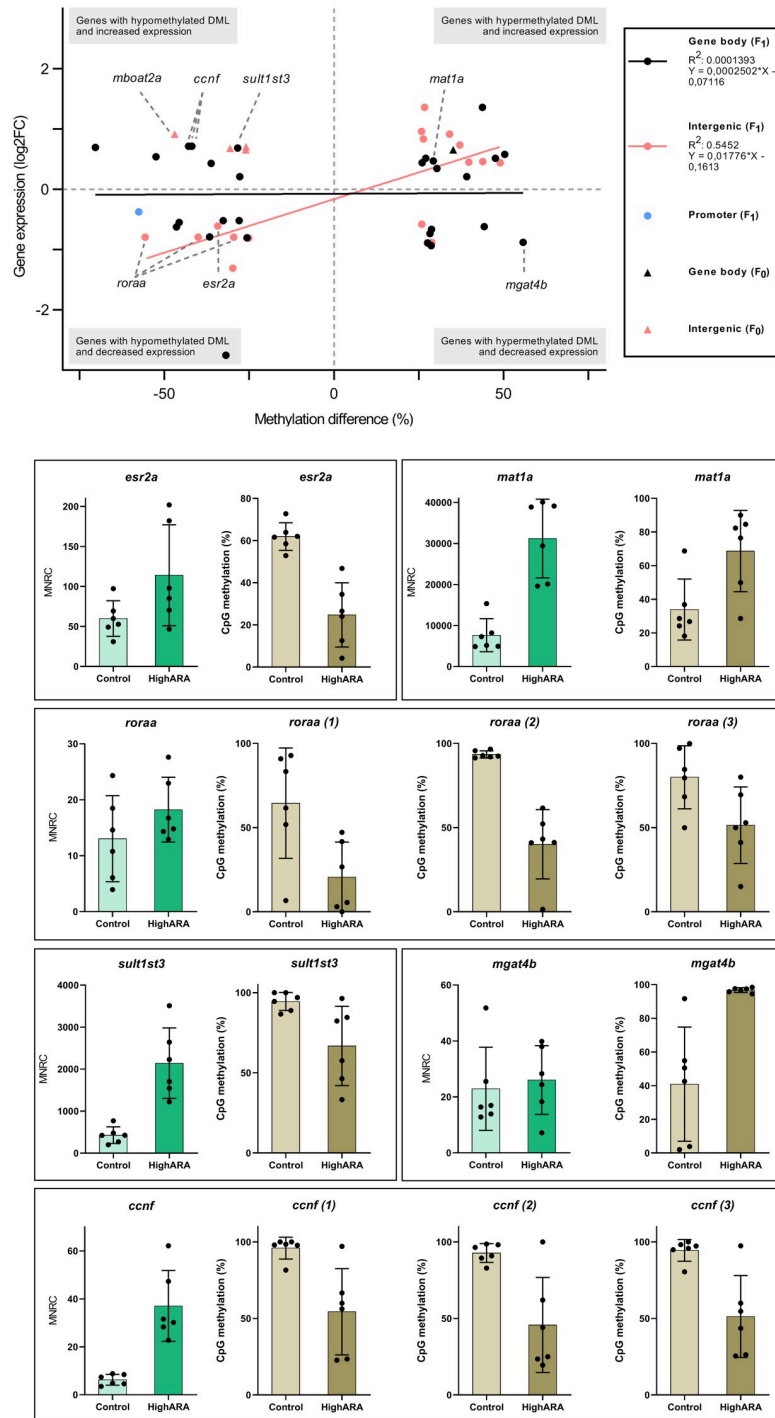 Genes with hypomethylated DML
and increased expression
Genes with hypermethylated DML
and increased expression
mboat2a
ccnf
sult1st3
mat1a
2
0
-2
Gene expression (log2FC)
roraa
esr2a
mgat4b
Genes with hypomethylated DML
and decreased expression
Genes with hypermethylated DML
and decreased expression
-50
0
50
Methylation difference (%)
Gene body (F1)
R2: 0.0001393
Y = 0,0002502*X -
0,07116
Intergenic (F1)
R2: 0.5452
Y = 0,01776*X -
0,1613
Promoter (F1)
Gene body (F0)
Intergenic (F0)
esr2a
MNRC
200
150
100
50
0
Control
HighARA
esr2a
CpG methylation (%)
80
60
40
20
0
Control
HighARA
mat1a
MNRC
40000
30000
20000
10000
0
Control
HighARA
mat1a
CpG methylation (%)
100
80
60
40
20
0
Control
HighARA
roraa
MNRC
30
20
10
0
Control
HighARA
roraa (1)
CpG methylation (%)
100
50
0
Control
HighARA
roraa (2)
CpG methylation (%)
100
50
0
Control
HighARA
roraa (3)
CpG methylation (%)
100
50
0
Control
HighARA
sult1st3
MNRC
4000
3000
2000
1000
0
Control
HighARA
sult1st3
CpG methylation (%)
100
50
0
Control
HighARA
mgat4b
MNRC
60
40
20
0
Control
HighARA
mgat4b
CpG methylation (%)
100
80
60
40
20
0
Control
HighARA
ccnf
MNRC
60
40
20
0
Control
HighARA
ccnf (1)
CpG methylation (%)
100
50
0
Control
HighARA
ccnf (2)
CpG methylation (%)
100
50
0
Control
HighARA
ccnf (3)
CpG methylation (%)
100
50
0
Control
HighARA